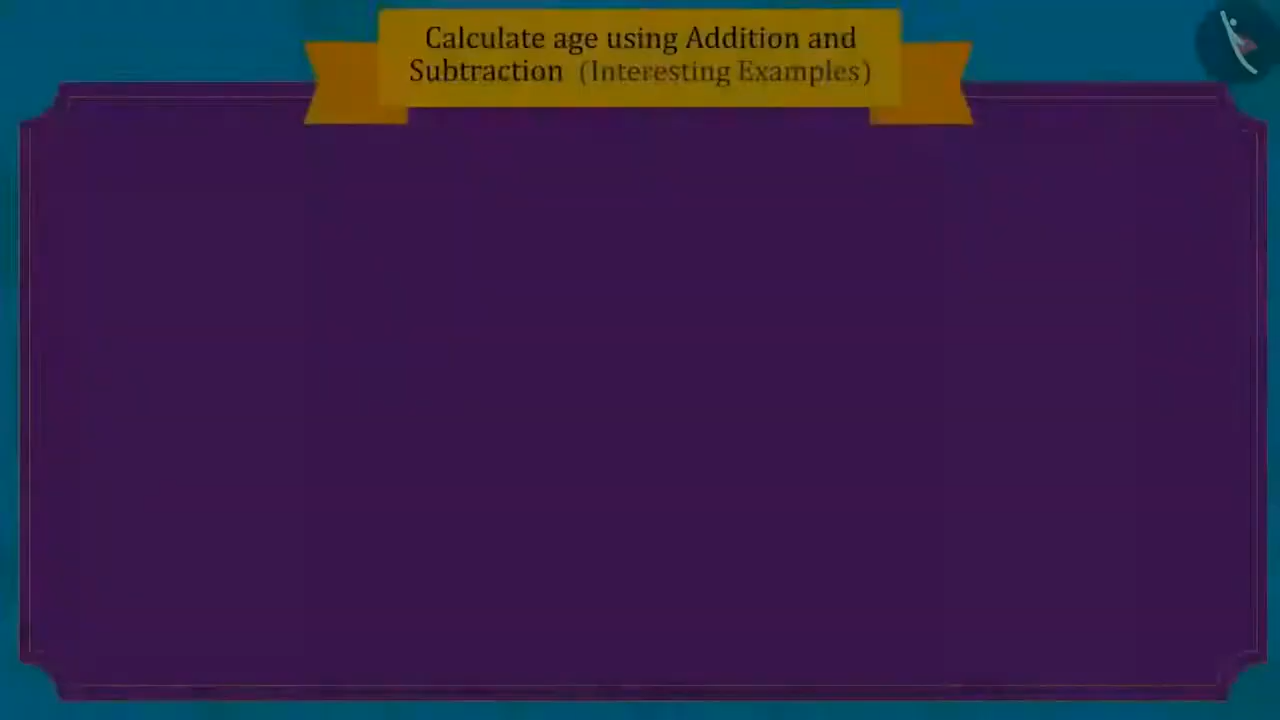 Calculate age using Addition and
Subtraction (Interesting Examples)